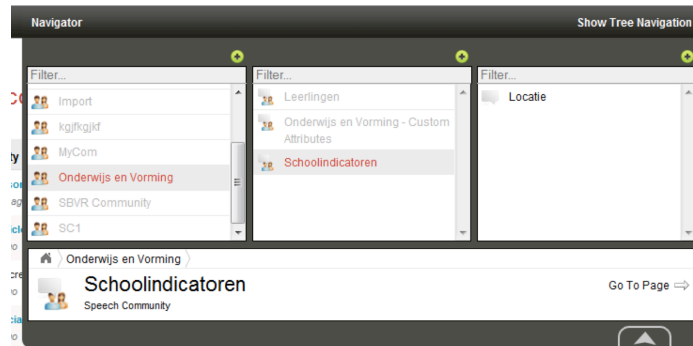 Navigator
Show Tree Navigation
Filter...
Filter...
Filter...
Import
kgjfkgjkf
MyCom
Onderwijs en Vorming
SBVR Community
SC1
Leerlingen
Onderwijs en Vorming - Custom
Attributes
Schoolindicatoren
Locatie
Onderwijs en Vorming
Schoolindicatoren
Speech Community
Go To Page